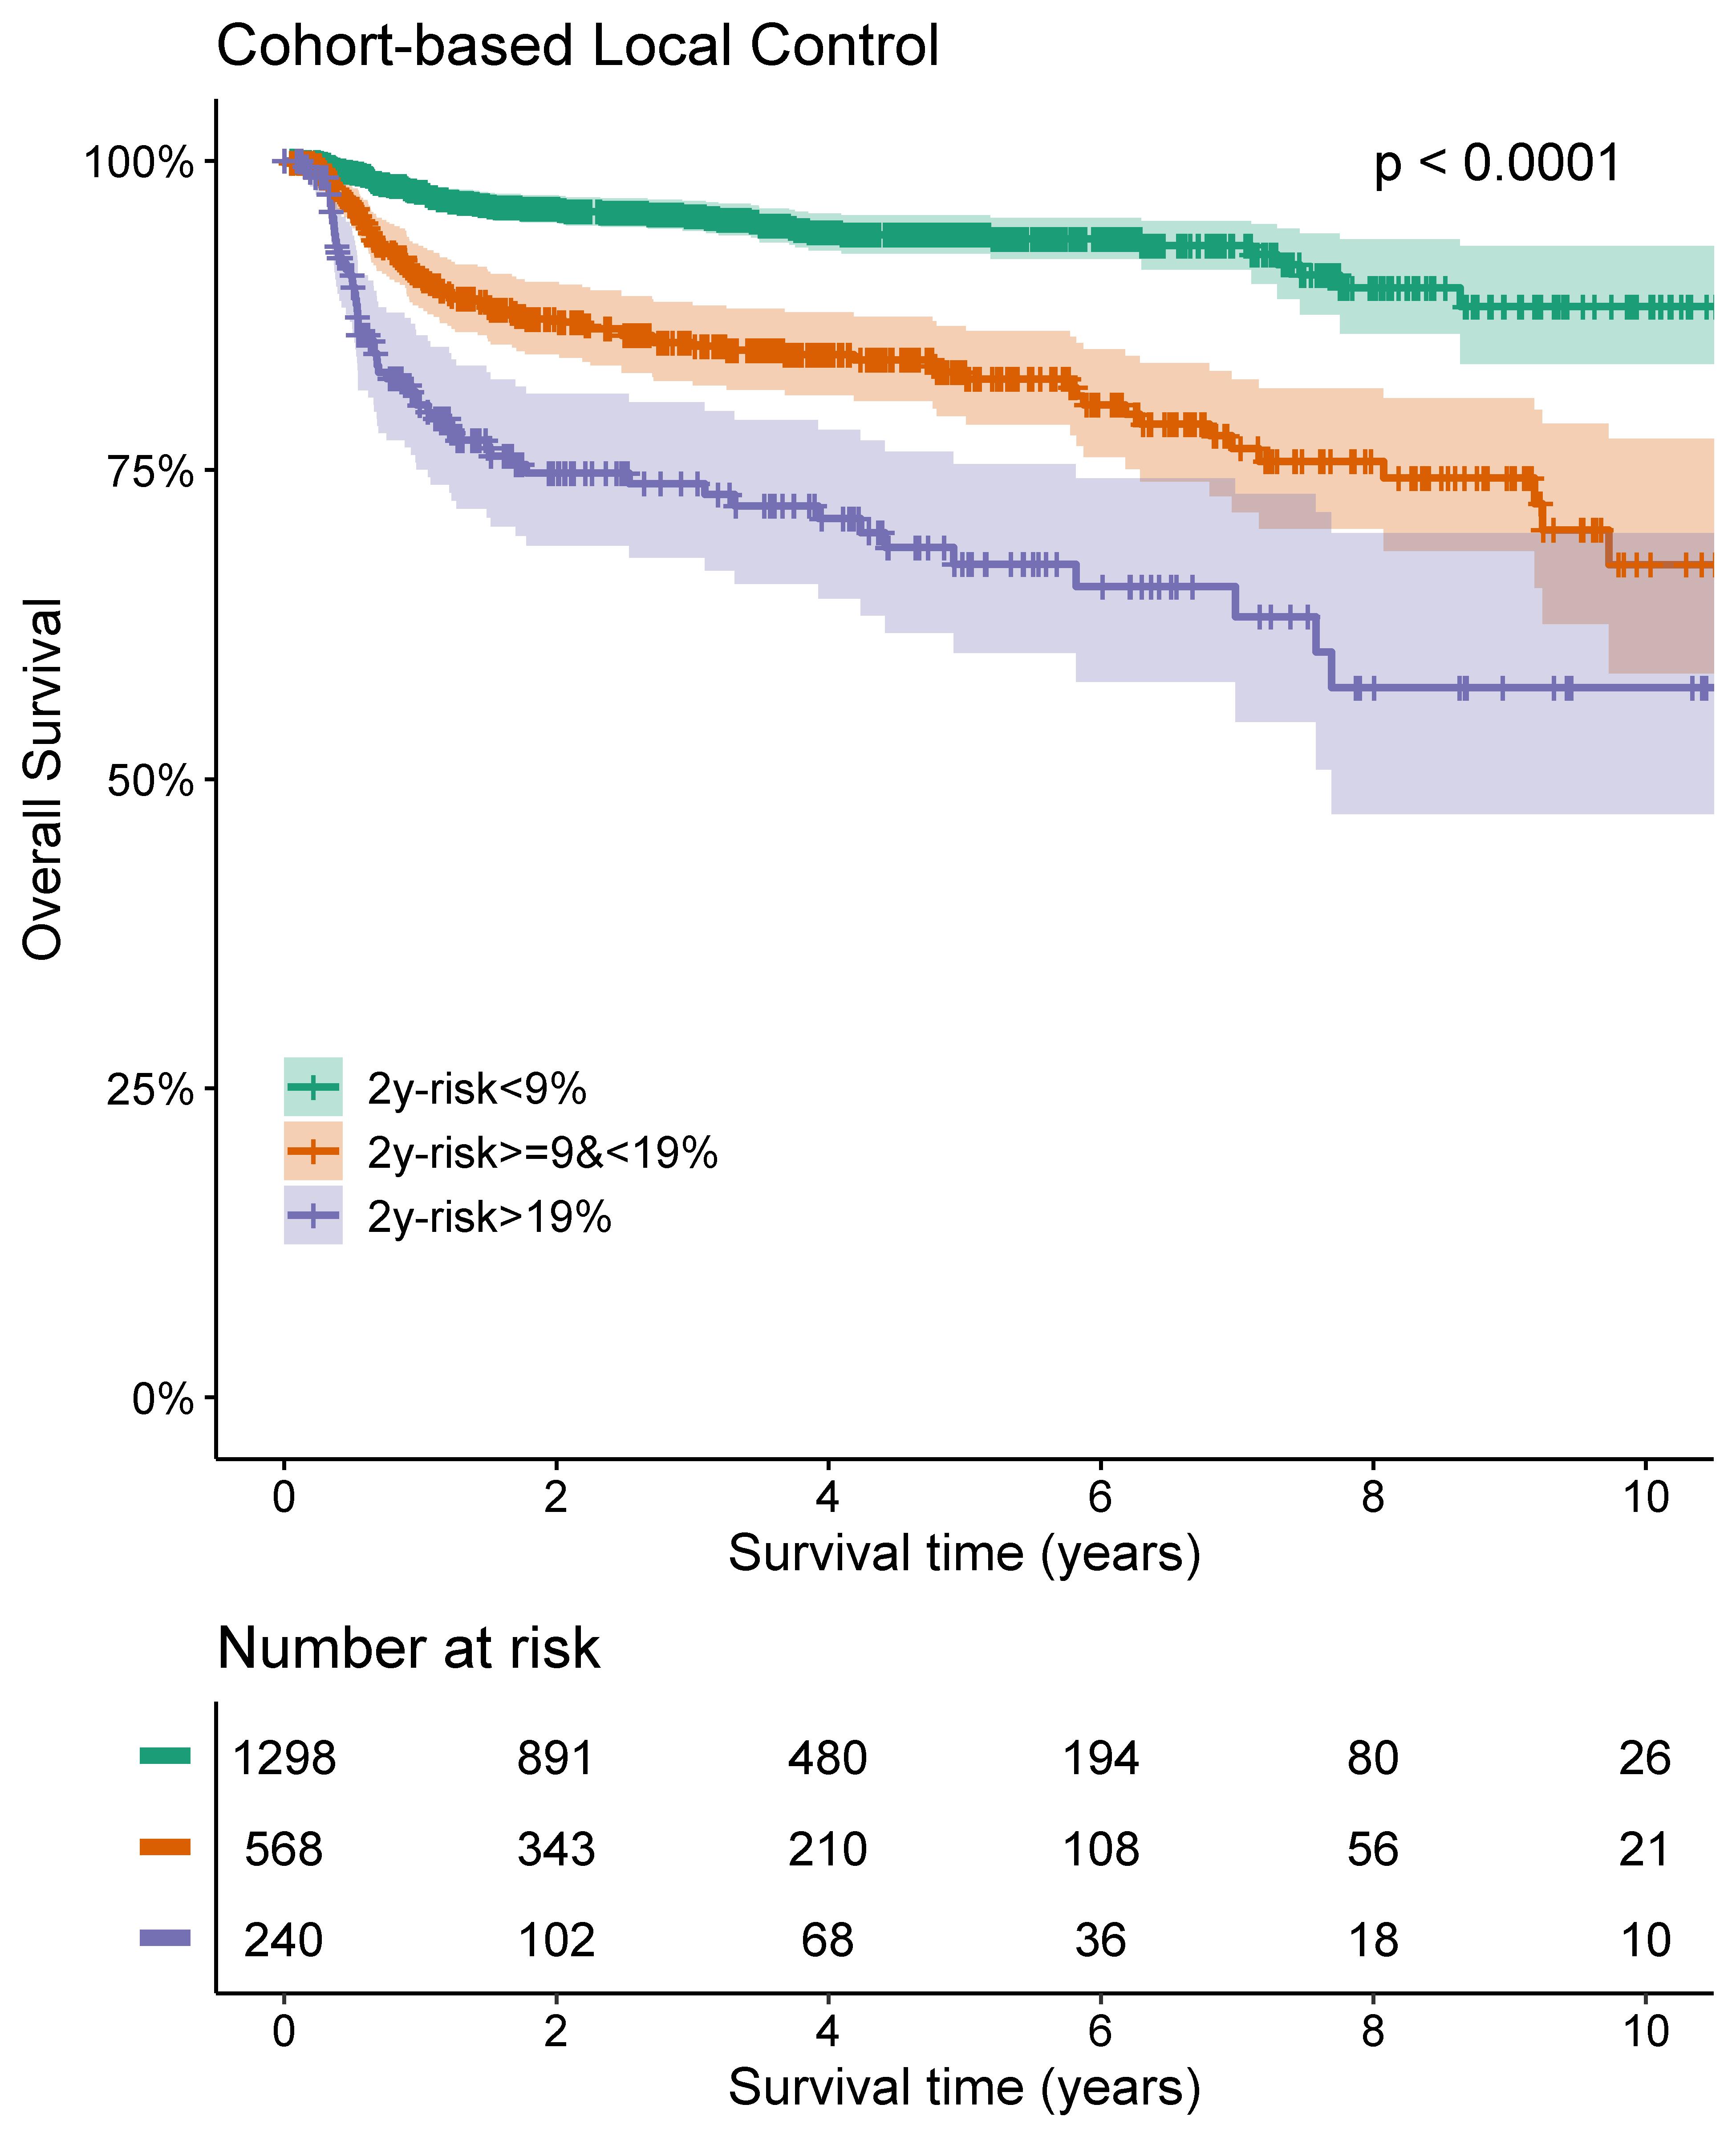 Cohort-based Local Control
p < 0.0001
Overall Survival
100%
75%
50%
25%
0%
2y-risk<9%
2y-risk>=9&<19%
2y-risk>19%
0 2 4 6 8 10
Survival time (years)
Number at risk
1298 891 480 194 80 26
568 343 210 108 56 21
240 102 68 36 18 10
0 2 4 6 8 10
Survival time (years)